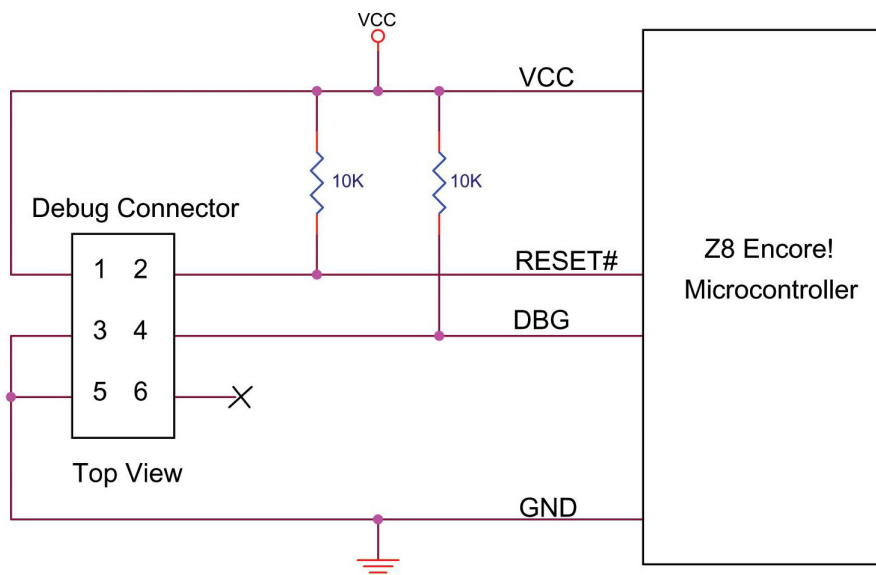 VCC
VCC
10K
10K
Debug Connector
1 2
RESET#
Z8 Encore!
Microcontroller
3 4
DBG
5 6
Top View
GND